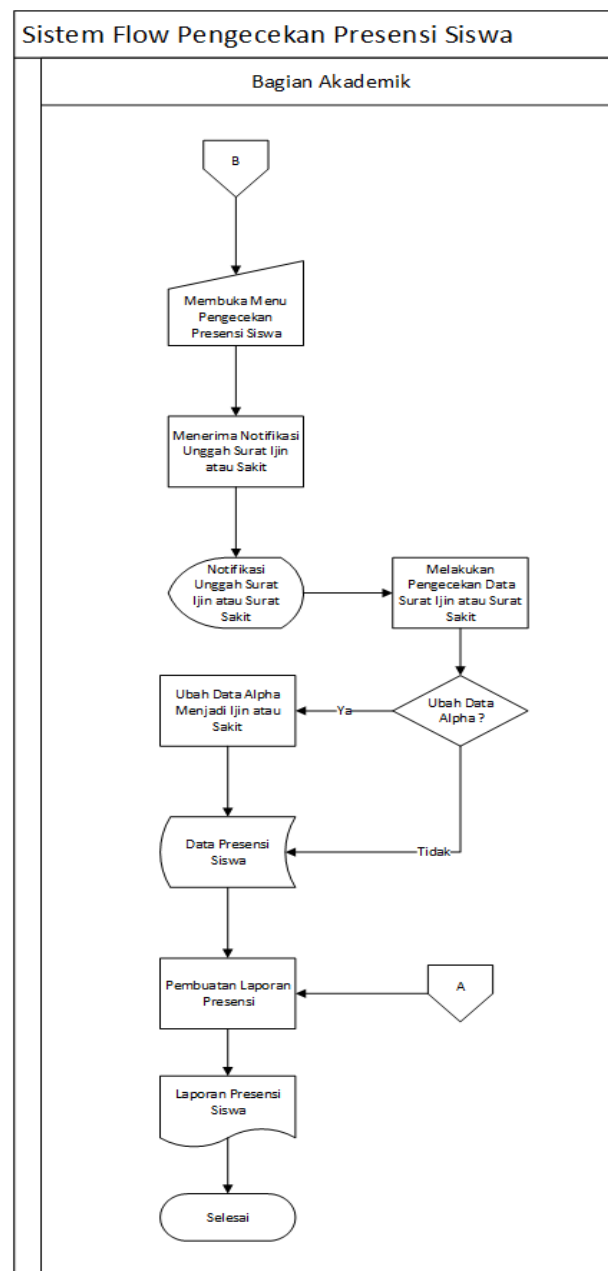 Sistem Flow Pengecekan Presensi Siswa
Bagian Akademik
B
Membuka Menu
Pengecekan
Presensi Siswa
Menerima Notifikasi
Unggah Surat Ijin
atau Sakit
Notifikasi
Unggah Surat
Ijin atau Surat
Sakit
Melakukan
Pengecekan Data
Surat Ijin atau Surat
Sakit
Ubah Data
Alpha ?
Ya
Ubah Data Alpha
Menjadi Ijin atau
Sakit
Tidak
Data Presensi
Siswa
Pembuatan Laporan
Presensi
A
Laporan Presensi
Siswa
Selesai